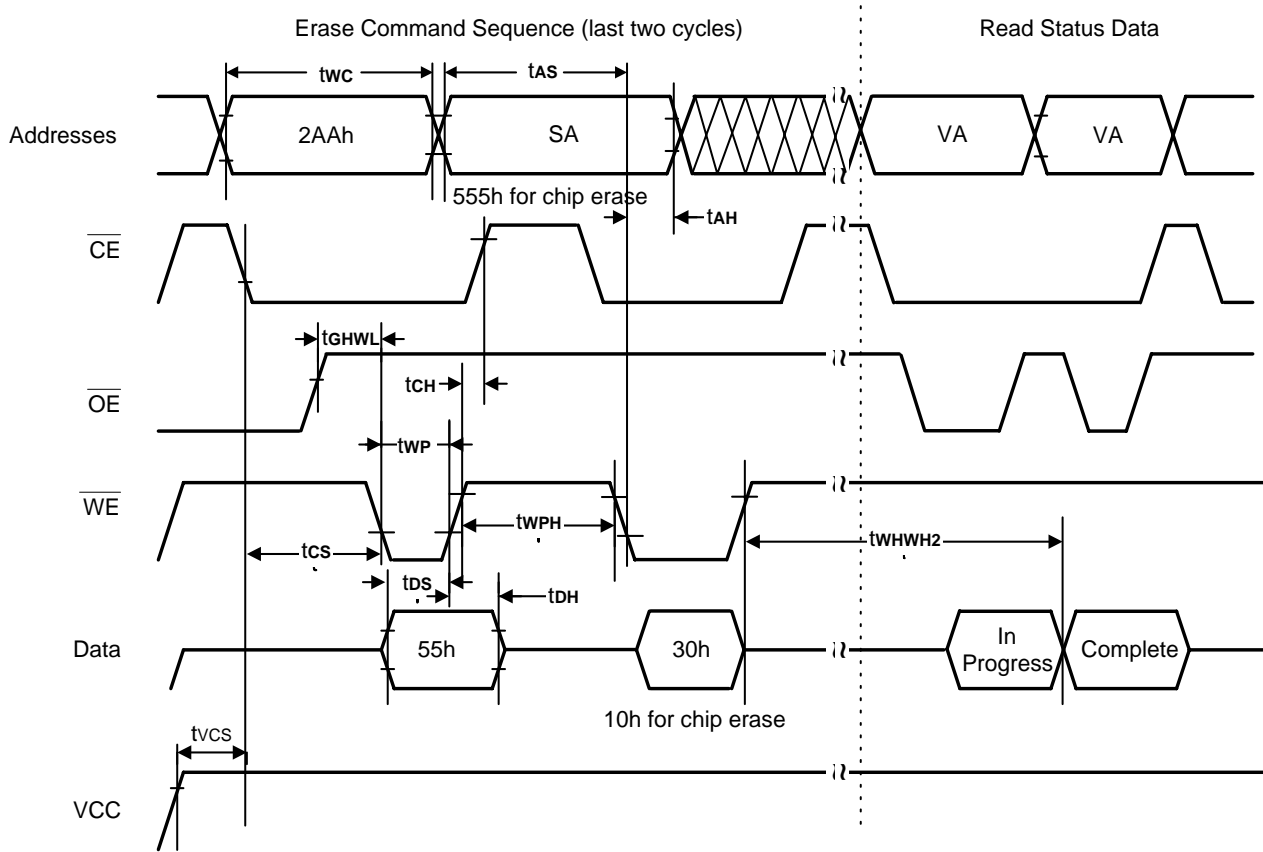 Erase Command Sequence (last two cycles)
Read Status Data
tWC
tAS
Addresses
2AAh
SA
VA
VA
555h for chip erase
tAH
CE
tGHWL
tCH
OE
tWP
WE
tWPH
tCS
tWHWH2
tDS
tDH
Data
55h
30h
In
Progress
Complete
10h for chip erase
tVCS
VCC